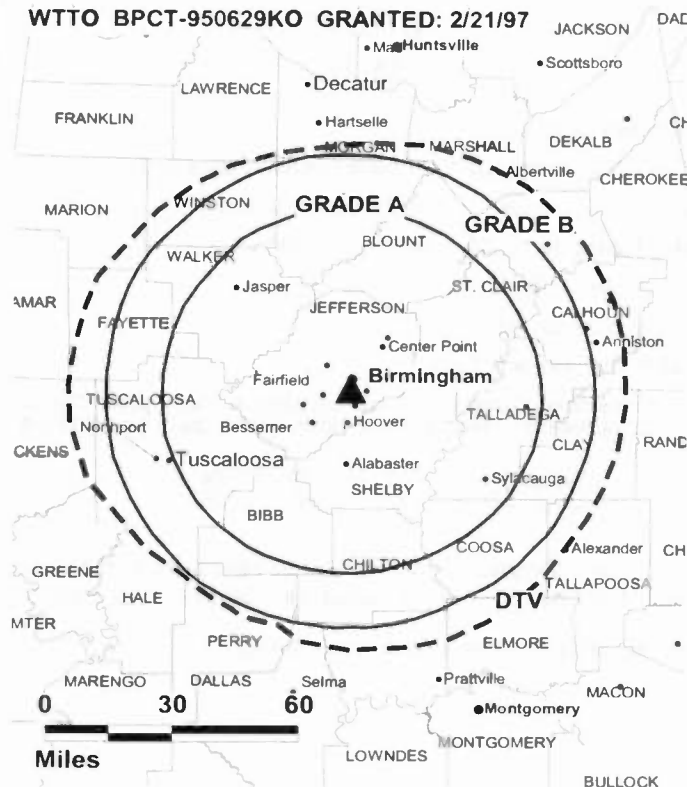 WTTO BPCT-950629KO GRANTED: 2/21/97
JACKSON
DAD
Huntsville
Scottsboro
LAWRENCE
Decatur
FRANKLIN
Hartselle
CH
MORGAN
MARSHALL
DEKALB
Albertville
CHEROKEE
MARION
WINSTON
GRADE A
GRADE B
BLOUNT
WALKER
Jasper
ST. CLAIR
AMAR
JEFFERSON
CALHOUN
FAYETTE
Anniston
Center Point
Fairfield
Birmingham
TUSCALOOSA
TALLADEGA
Northport
Bessemer
Hoover
CLAY
RAND
CKENS
Tuscaloosa
Alabaster
Sylacauga
SHELBY
BIBB
COOSA
Alexander
CH
CHILTON
GREENE
TALLAPOOSA
HALE
DTV
MTER
PERRY
ELMORE
MARENGO
DALLAS
Selma
Prattville
MACON
0 30 60
Montgomery
Miles
MONTGOMERY
LOWNDES
BULLOCK